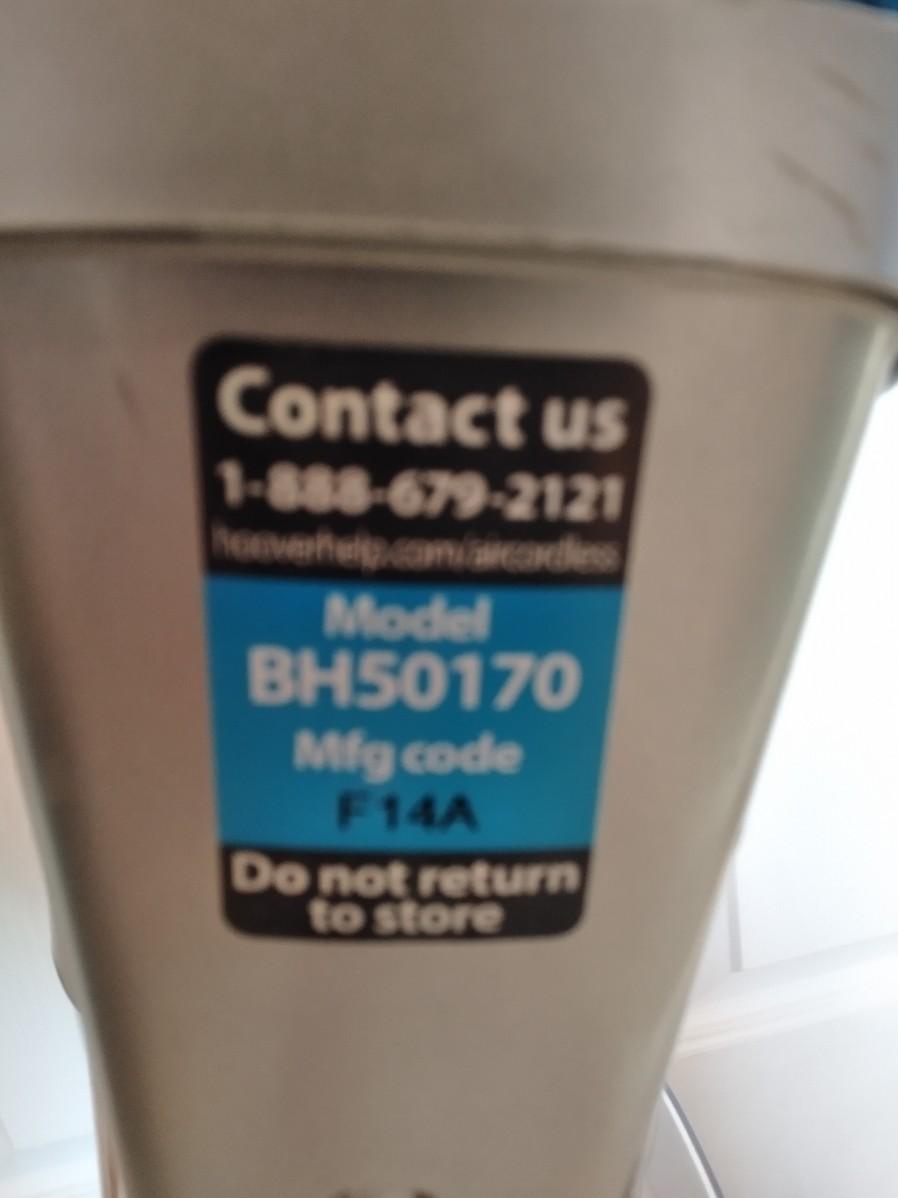 Contact us
1-888-679-2121
hooverhelp.com/aircordless
Model
BH50170
Mfg code
F14A
Do not return
to store